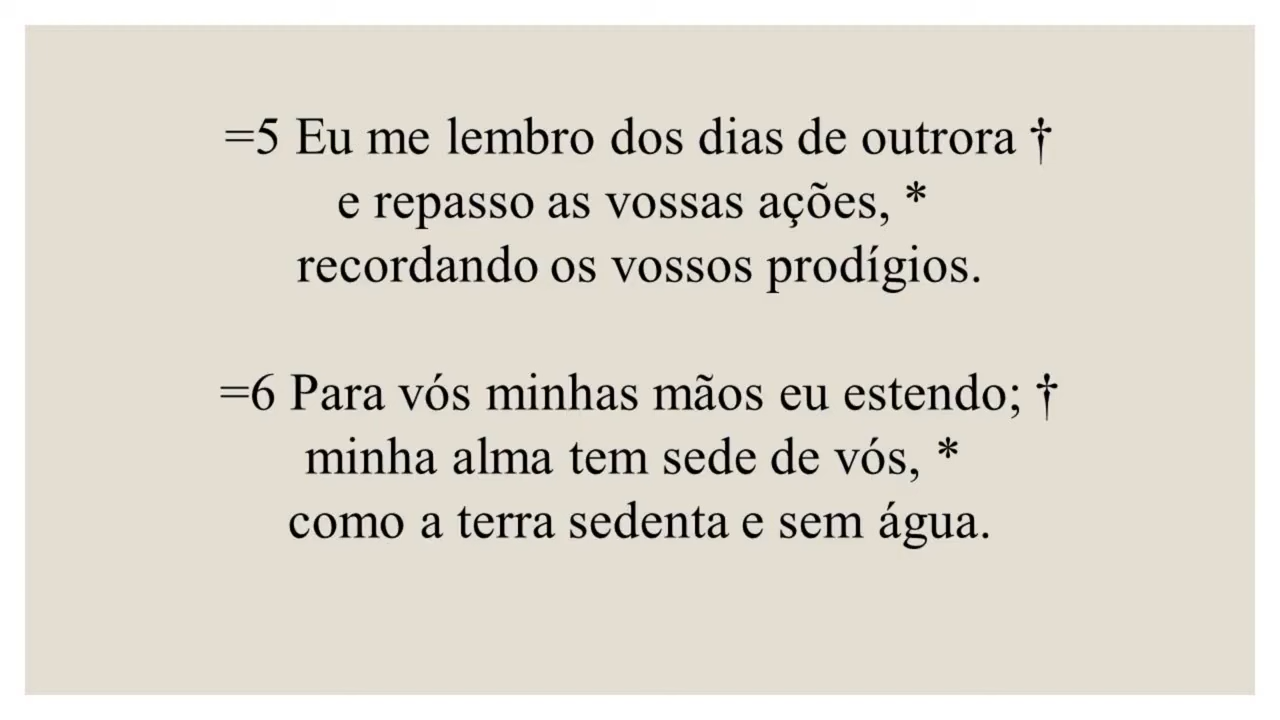 =5 Eu me lembro dos dias de outrora †
e repasso as vossas ações, *
recordando os vossos prodígios.
=6 Para vós minhas mãos eu estendo; †
minha alma tem sede de vós, *
como a terra sedenta e sem água.